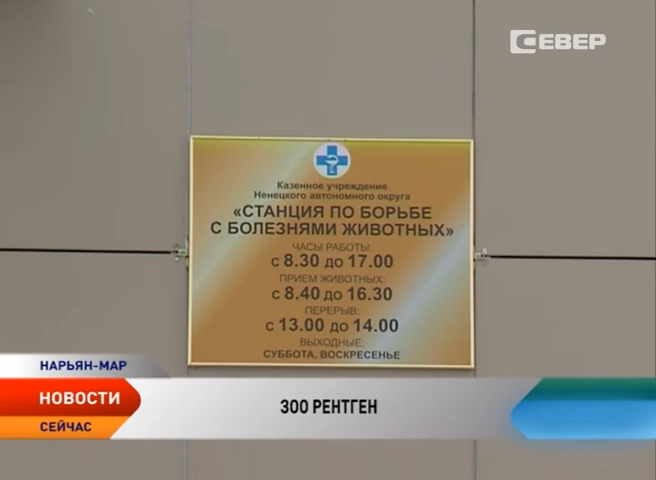 СЕВЕР
Казенное учреждение
Ненецкого автономного округа
«СТАНЦИЯ ПО БОРЬБЕ
С БОЛЕЗНЯМИ ЖИВОТНЫХ»
ЧАСЫ РАБОТЫ:
с 8.30 до 17.00
ПРИЕМ ЖИВОТНЫХ:
с 8.40 до 16.30
ПЕРЕРЫВ:
с 13.00 до 14.00
ВЫХОДНЫЕ:
СУББОТА, ВОСКРЕСЕНЬЕ
НАРЬЯН-МАР
НОВОСТИ
СЕЙЧАС
ЗОО РЕНТГЕН